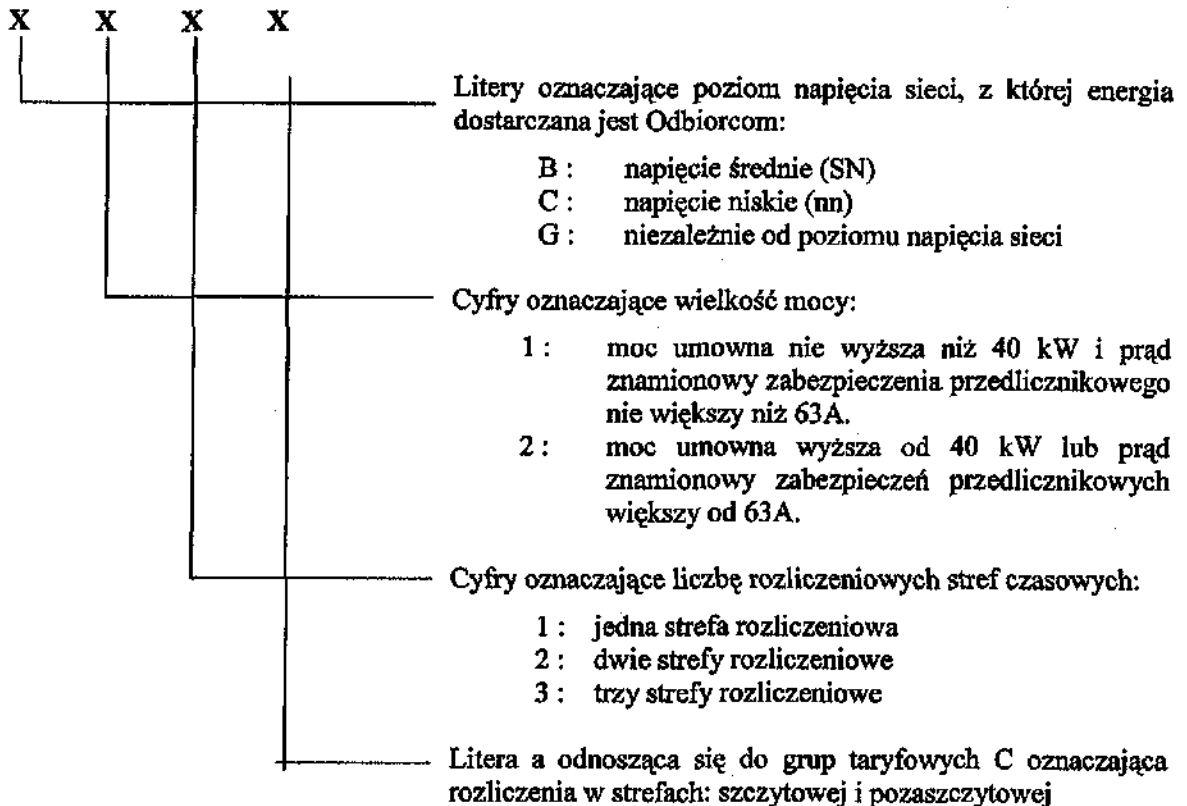 X X X X
Litery oznaczające poziom napięcia sieci, z której energia
dostarczana jest Odbiorcom:
B : napięcie średnie (SN)
C : napięcie niskie (nn)
G : niezależnie od poziomu napięcia sieci
Cyfry oznaczające wielkość mocy:
1 : moc umowna nie wyższa niż 40 kW i prąd
znamionowy zabezpieczenia przedlicznikowego
nie większy niż 63A.
2 : moc umowna wyższa od 40 kW lub prąd
znamionowy zabezpieczeń przedlicznikowych
większy od 63A.
Cyfry oznaczające liczbę rozliczeniowych stref czasowych:
1 : jedna strefa rozliczeniowa
2 : dwie strefy rozliczeniowe
3 : trzy strefy rozliczeniowe
Litera a odnosząca się do grup taryfowych C oznaczająca
rozliczenia w strefach: szczytowej i pozaszczytowej